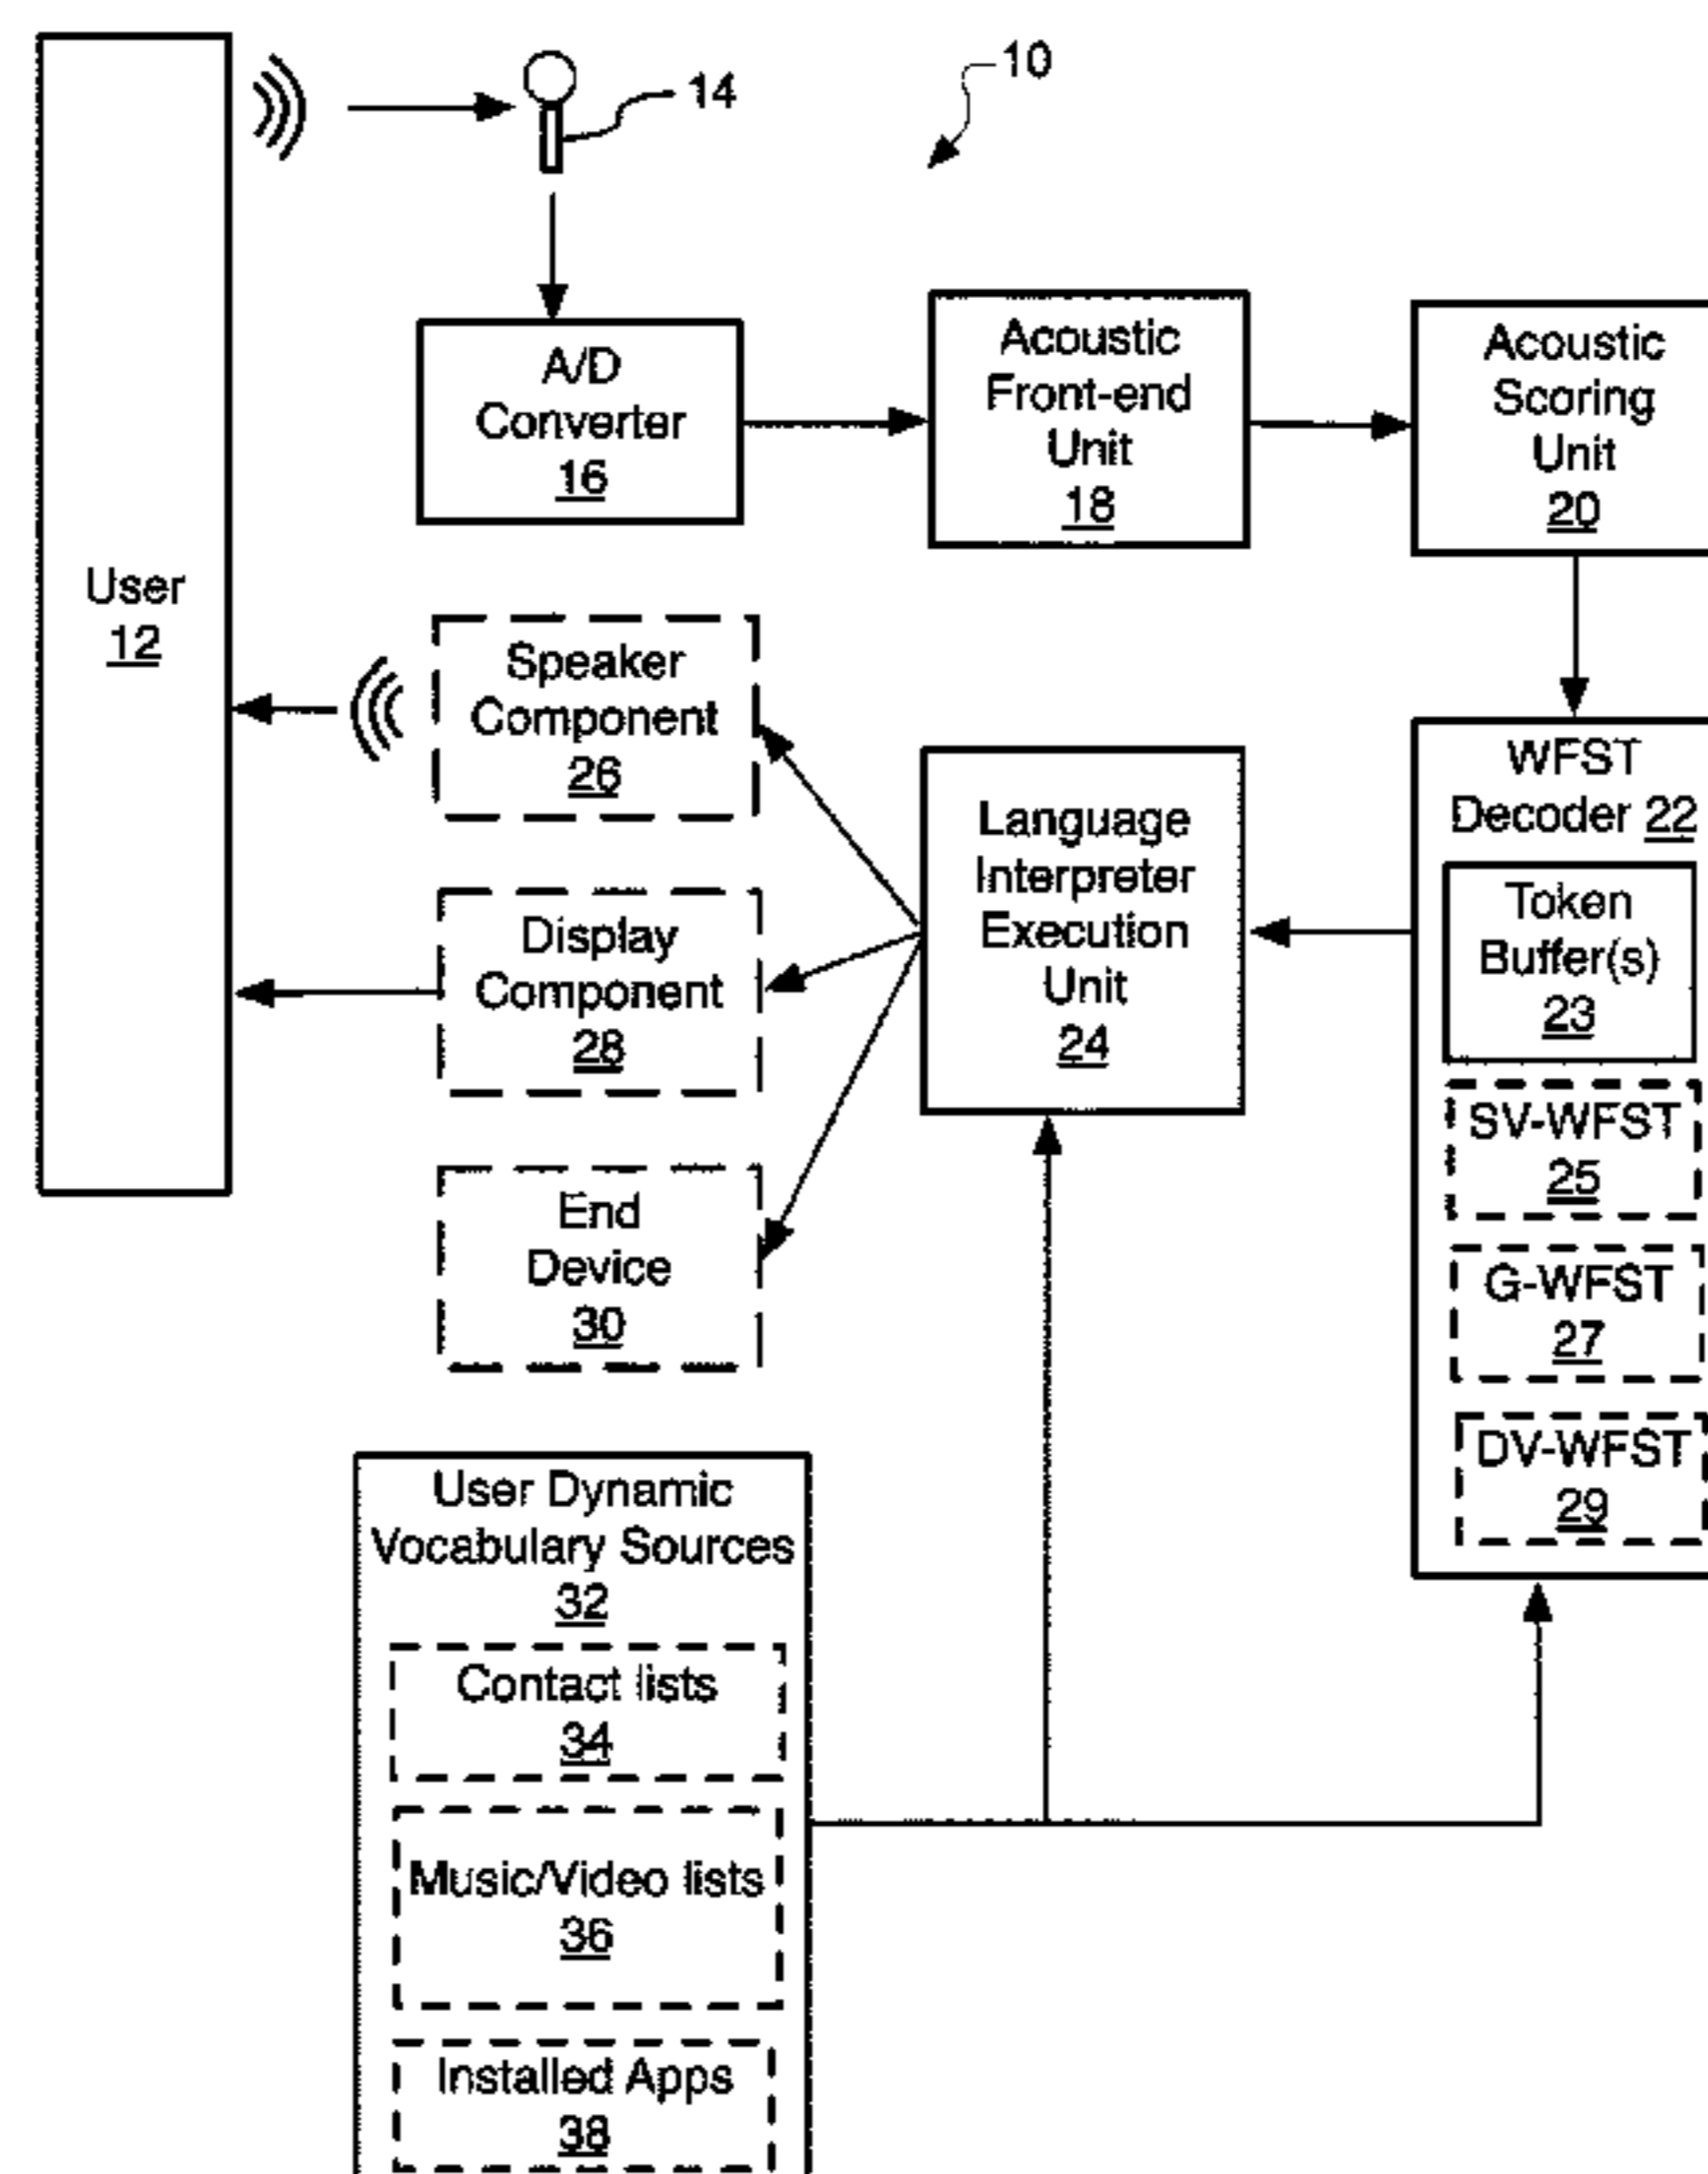 10
14
User
12
A/D
Converter
16
Acoustic
Front-end
Unit
18
Acoustic
Scoring
Unit
20
Speaker
Component
26
Display
Component
28
End
Device
30
Language
Interpreter
Execution
Unit
24
WFST
Decoder 22
Token
Buffer(s)
23
SV-WFST
25
G-WFST
27
DV-WFST
29
User Dynamic
Vocabulary Sources
32
Contact lists
34
Music/Video lists
36
Installed Apps
38